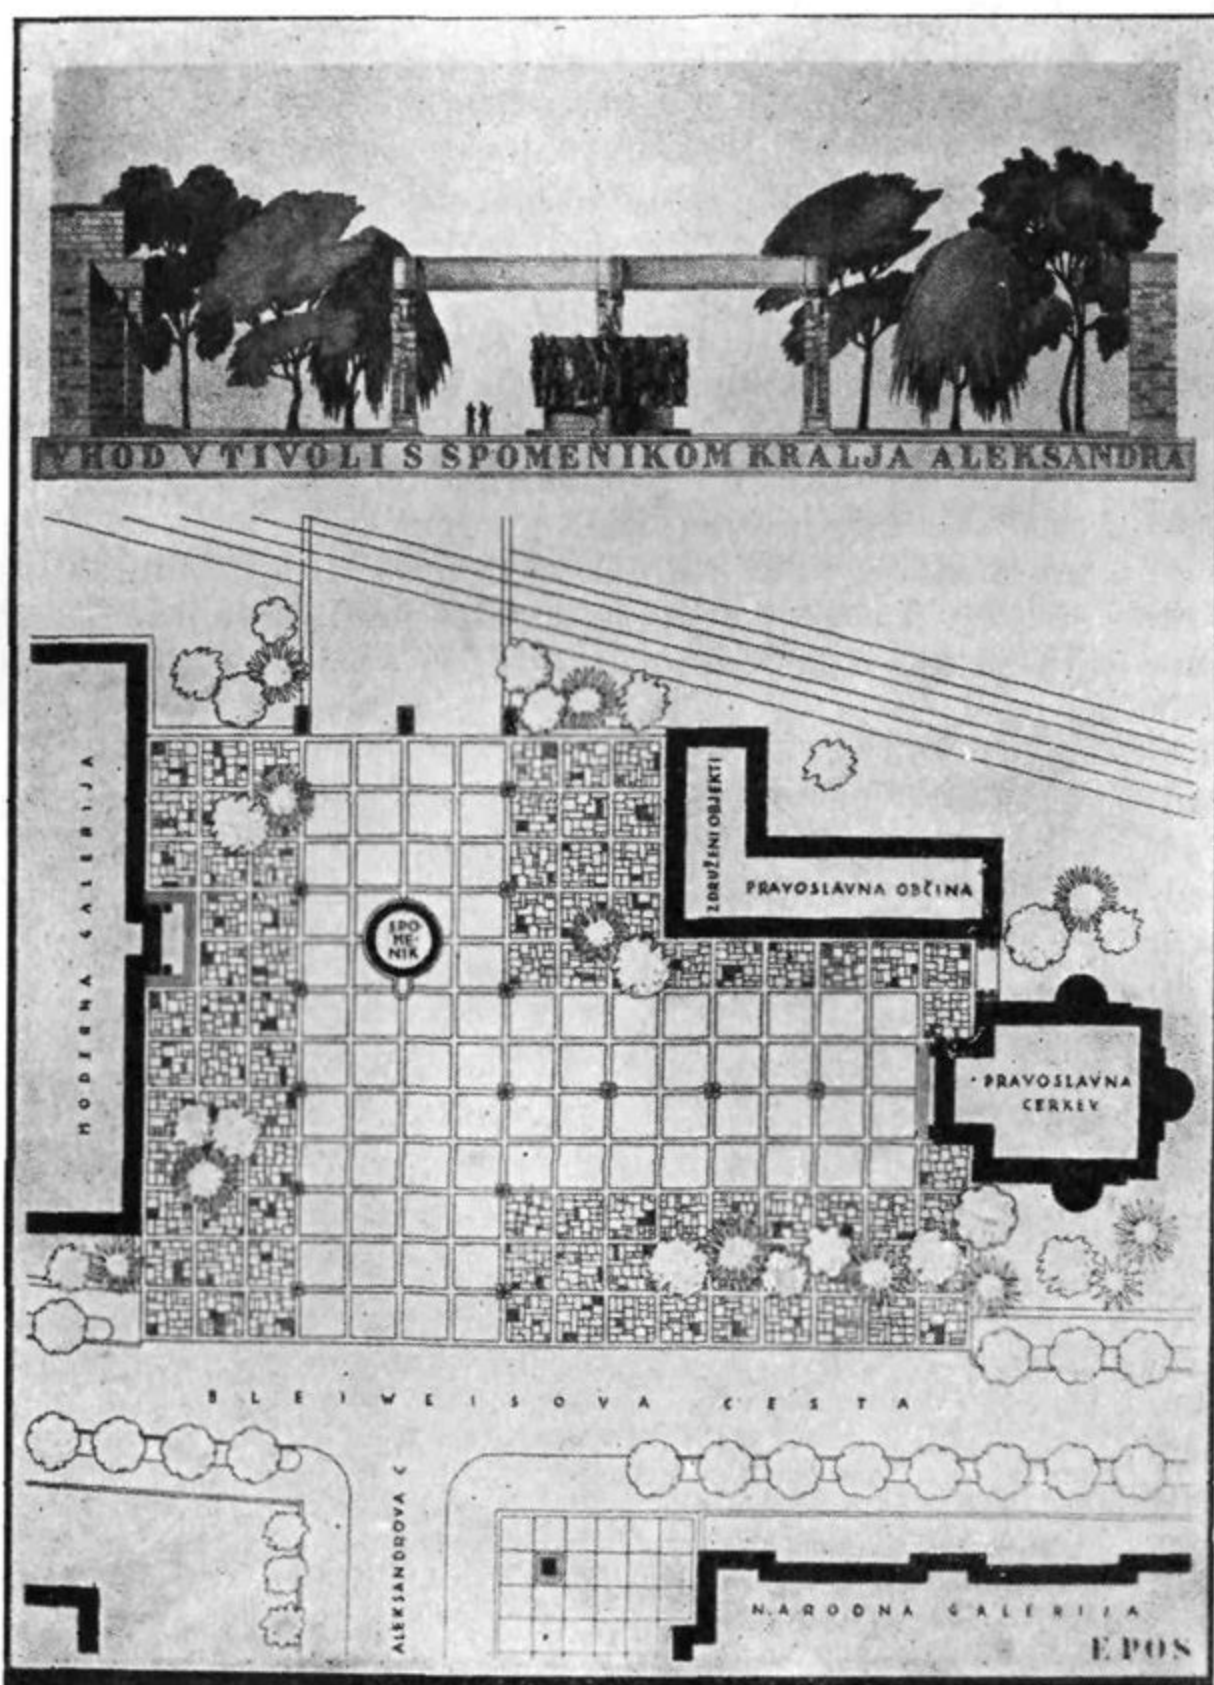 VHOD V TIVOLI S SPOMENIKOM KRALJA ALEKSANDRA
MODERNA GALERIJA
ZDRUŽENI OBJEKTI
PRAVOSLAVNA OBČINA
SPO
ME-
NIK
PRAVOSLAVNA
CERKEV
BLEIWEISOVA CESTA
ALEKSANDROVA C
NARODNA GALERIJA
EPOS